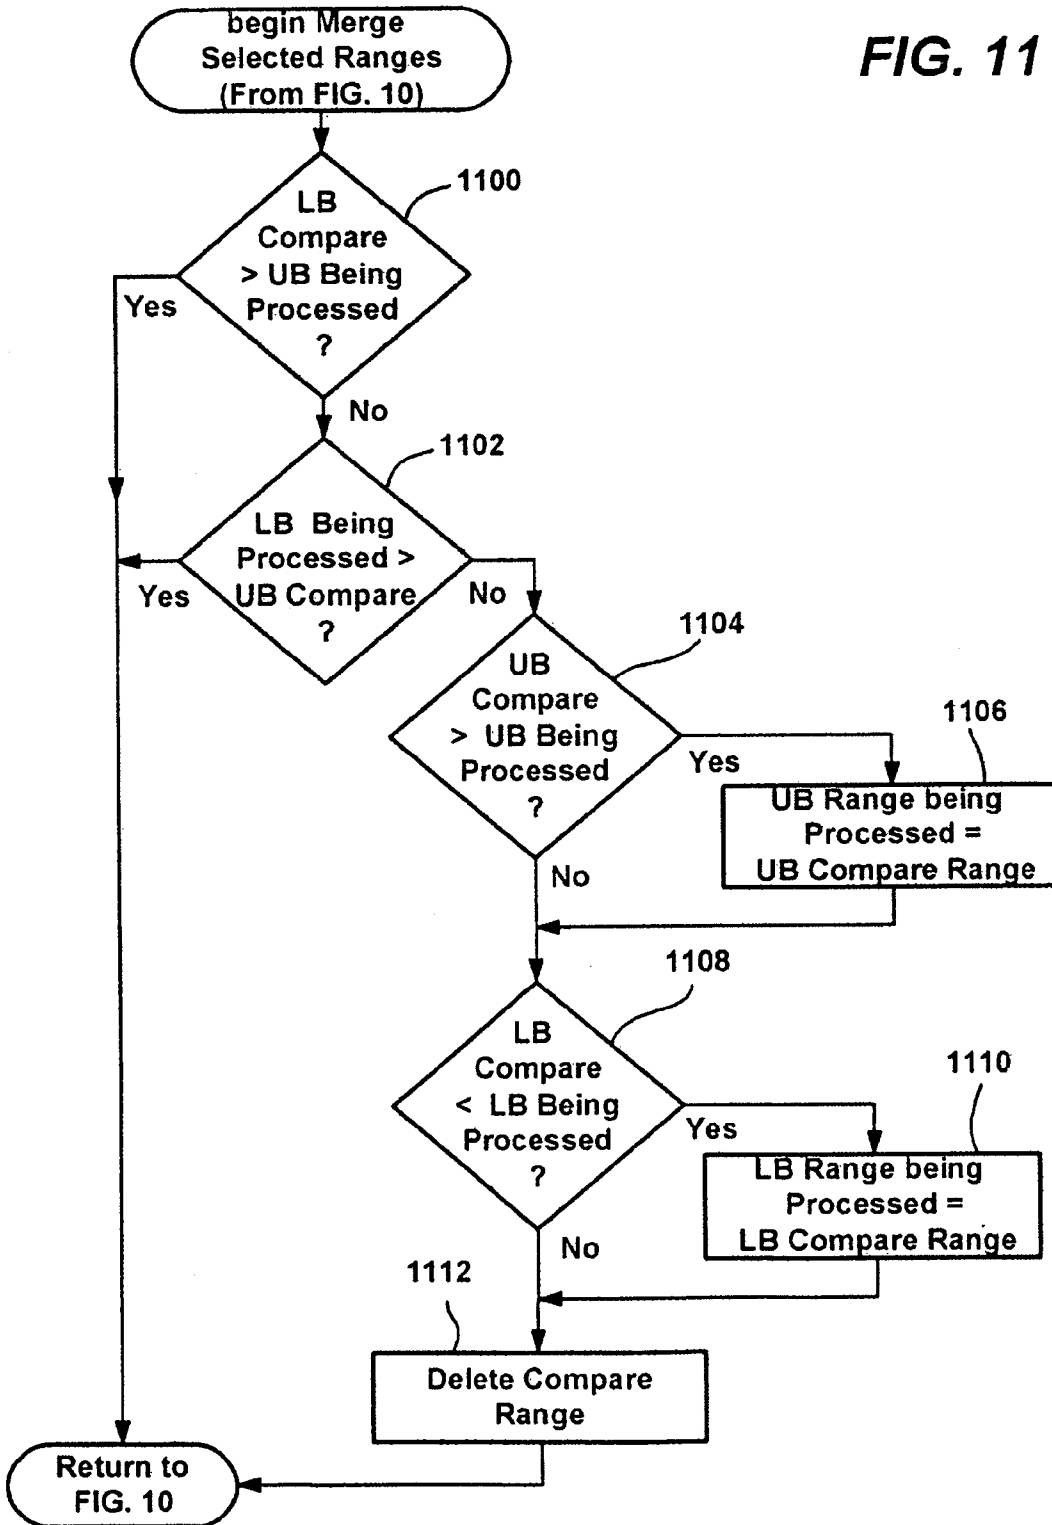 begin Merge
Selected Ranges
(From FIG. 10)
FIG. 11
1100
LB
Compare
> UB Being
Processed
?
Yes
No
1102
LB Being
Processed >
UB Compare
?
Yes
No
1104
UB
Compare
> UB Being
Processed
?
Yes
No
1106
UB Range being
Processed =
UB Compare Range
1108
LB
Compare
< LB Being
Processed
?
Yes
No
1110
LB Range being
Processed =
LB Compare Range
1112
Delete Compare
Range
Return to
FIG. 10